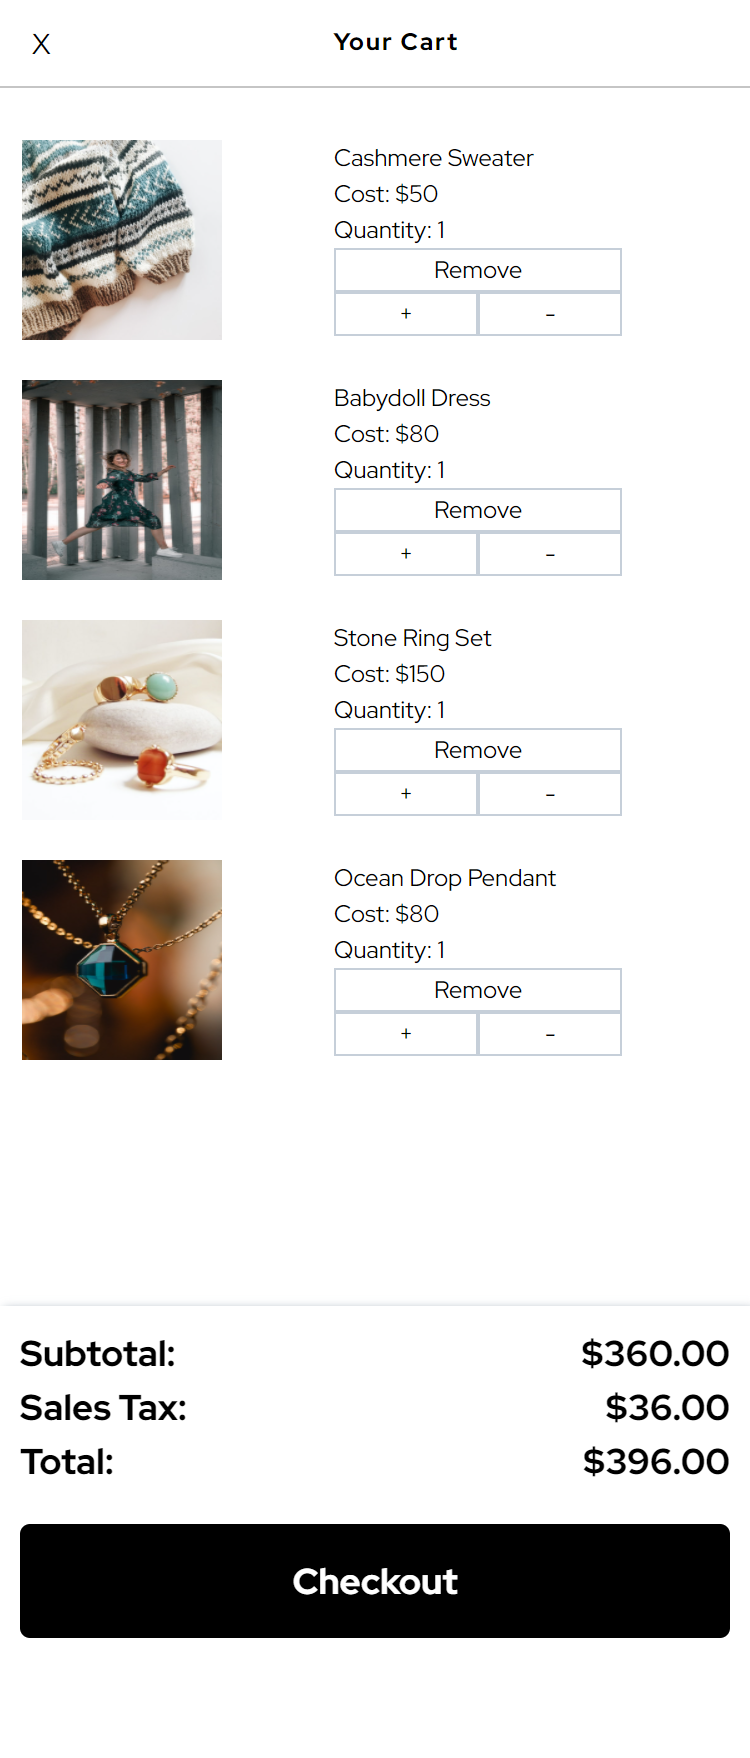 X
Your Cart
Cashmere Sweater
Cost: $50
Quantity: 1
Remove
+ -
Babydoll Dress
Cost: $80
Quantity: 1
Remove
+ -
Stone Ring Set
Cost: $150
Quantity: 1
Remove
+ -
Ocean Drop Pendant
Cost: $80
Quantity: 1
Remove
+ -
Subtotal: $360.00
Sales Tax: $36.00
Total: $396.00
Checkout